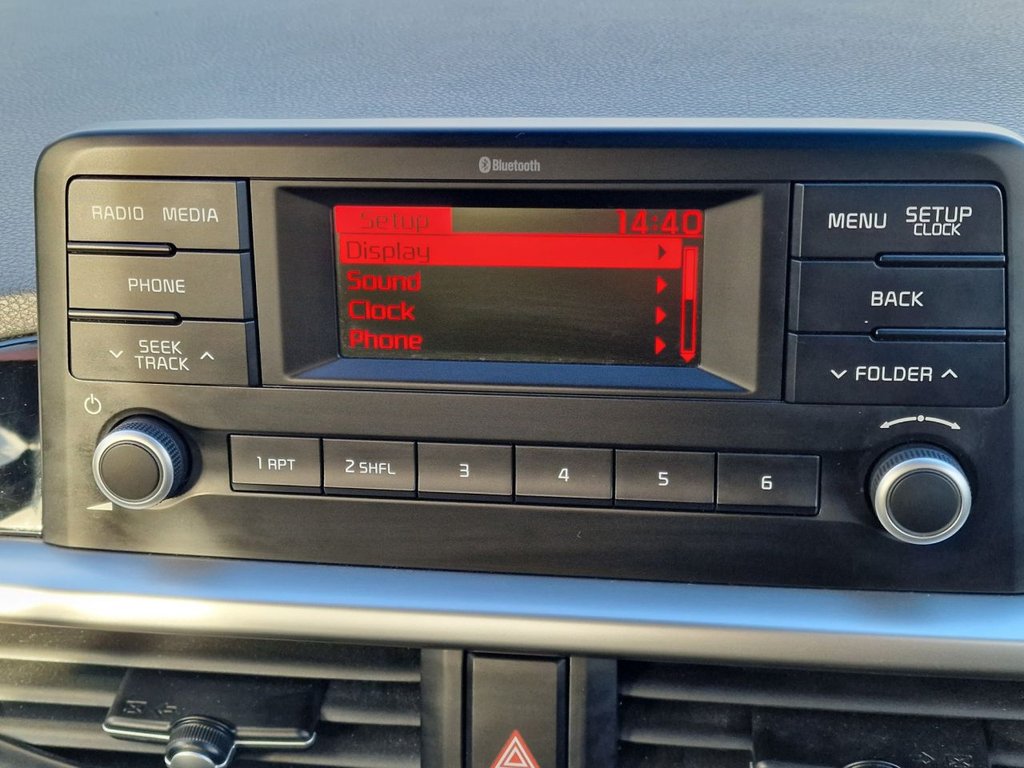 Bluetooth
RADIO MEDIA
PHONE
SEEK
TRACK
Setup 14:40
Display
Sound
Clock
Phone
MENU SETUP
CLOCK
BACK
FOLDER
1 RPT 2 SHFL 3 4 5 6